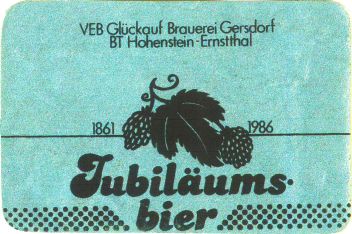 VEB Glückauf Brauerei Gersdorf
BT Hohenstein-Ernstthal
1861 1986
Jubiläums-
bier